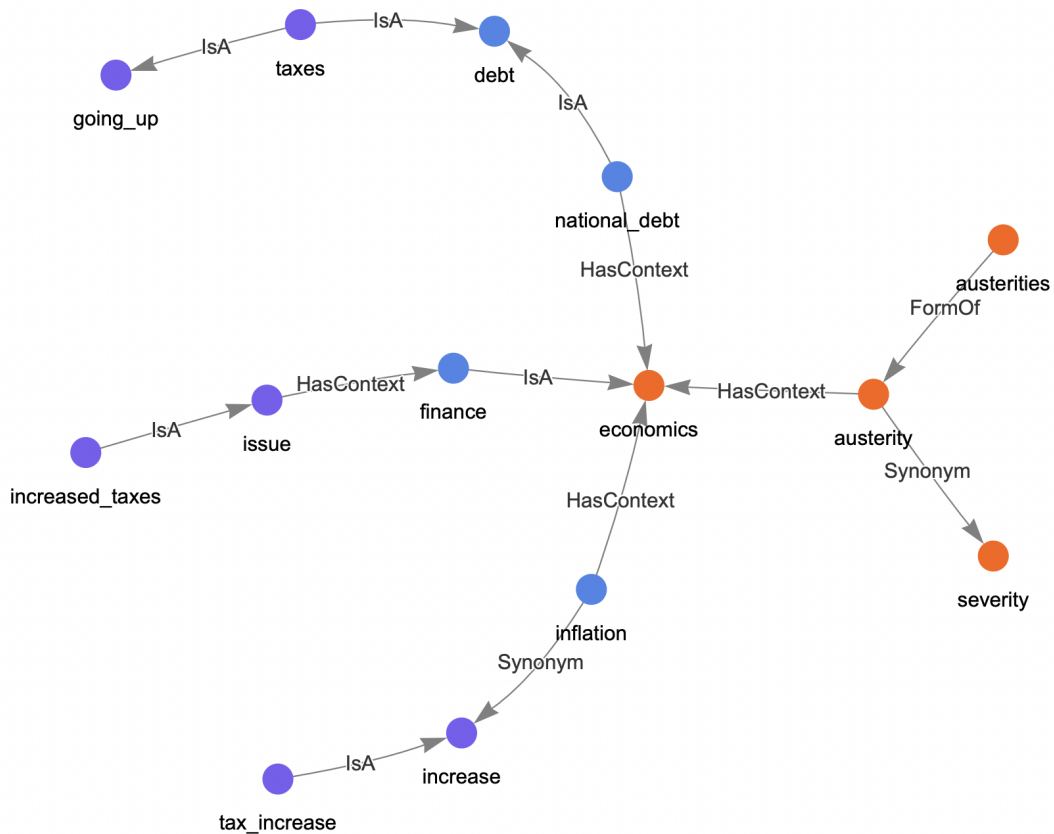 IsA
IsA
taxes
debt
going_up
IsA
national_debt
HasContext
austerities
FormOf
IsA
HasContext
HasContext
finance
economics
issue
austerity
IsA
Synonym
increased_taxes
HasContext
severity
inflation
Synonym
IsA
increase
tax_increase